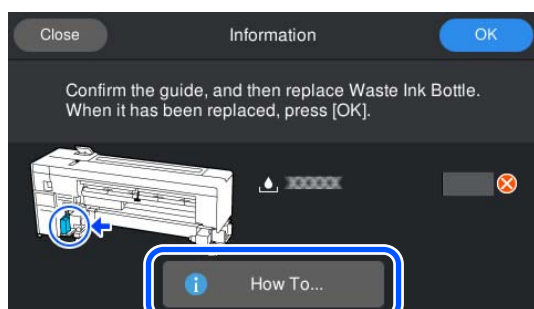 Close
Information
OK
Confirm the guide, and then replace Waste Ink Bottle.
When it has been replaced, press [OK].
How To...